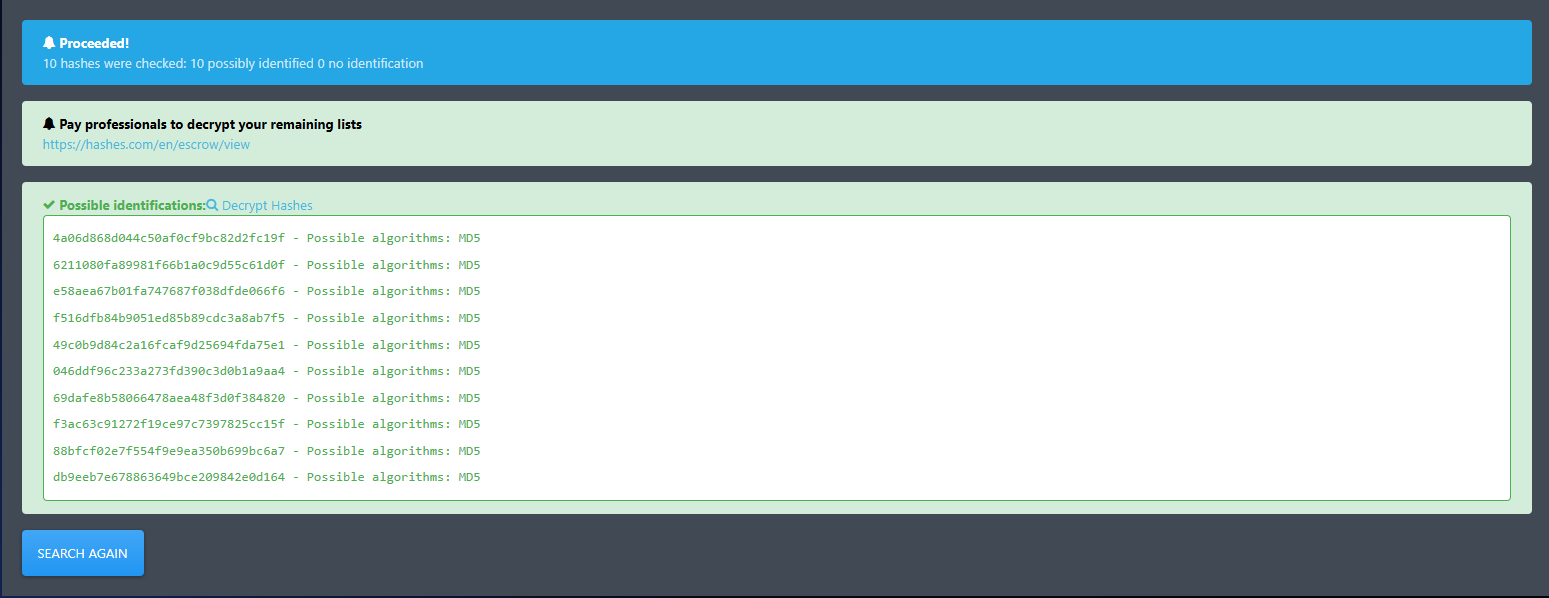 Proceeded!
10 hashes were checked: 10 possibly identified 0 no identification
Pay professionals to decrypt your remaining lists
https://hashes.com/en/escrow/view
Possible identifications: Decrypt Hashes
4a06d868d044c50af0cf9bc82d2fc19f - Possible algorithms: MD5
6211080fa89981f66b1a0c9d55c61d0f - Possible algorithms: MD5
e58aea67b01fa747687f038dfde066f6 - Possible algorithms: MD5
f516dfb84b9051ed85b89cdc3a8ab7f5 - Possible algorithms: MD5
49c0b9d84c2a16fcaf9d25694fda75e1 - Possible algorithms: MD5
046ddf96c233a273fd390c3d0b1a9aa4 - Possible algorithms: MD5
69dafe8b58066478aea48f3d0f384820 - Possible algorithms: MD5
f3ac63c91272f19ce97c7397825cc15f - Possible algorithms: MD5
88bfcf02e7f554f9e9ea350b699bc6a7 - Possible algorithms: MD5
db9eeb7e678863649bce209842e0d164 - Possible algorithms: MD5
SEARCH AGAIN